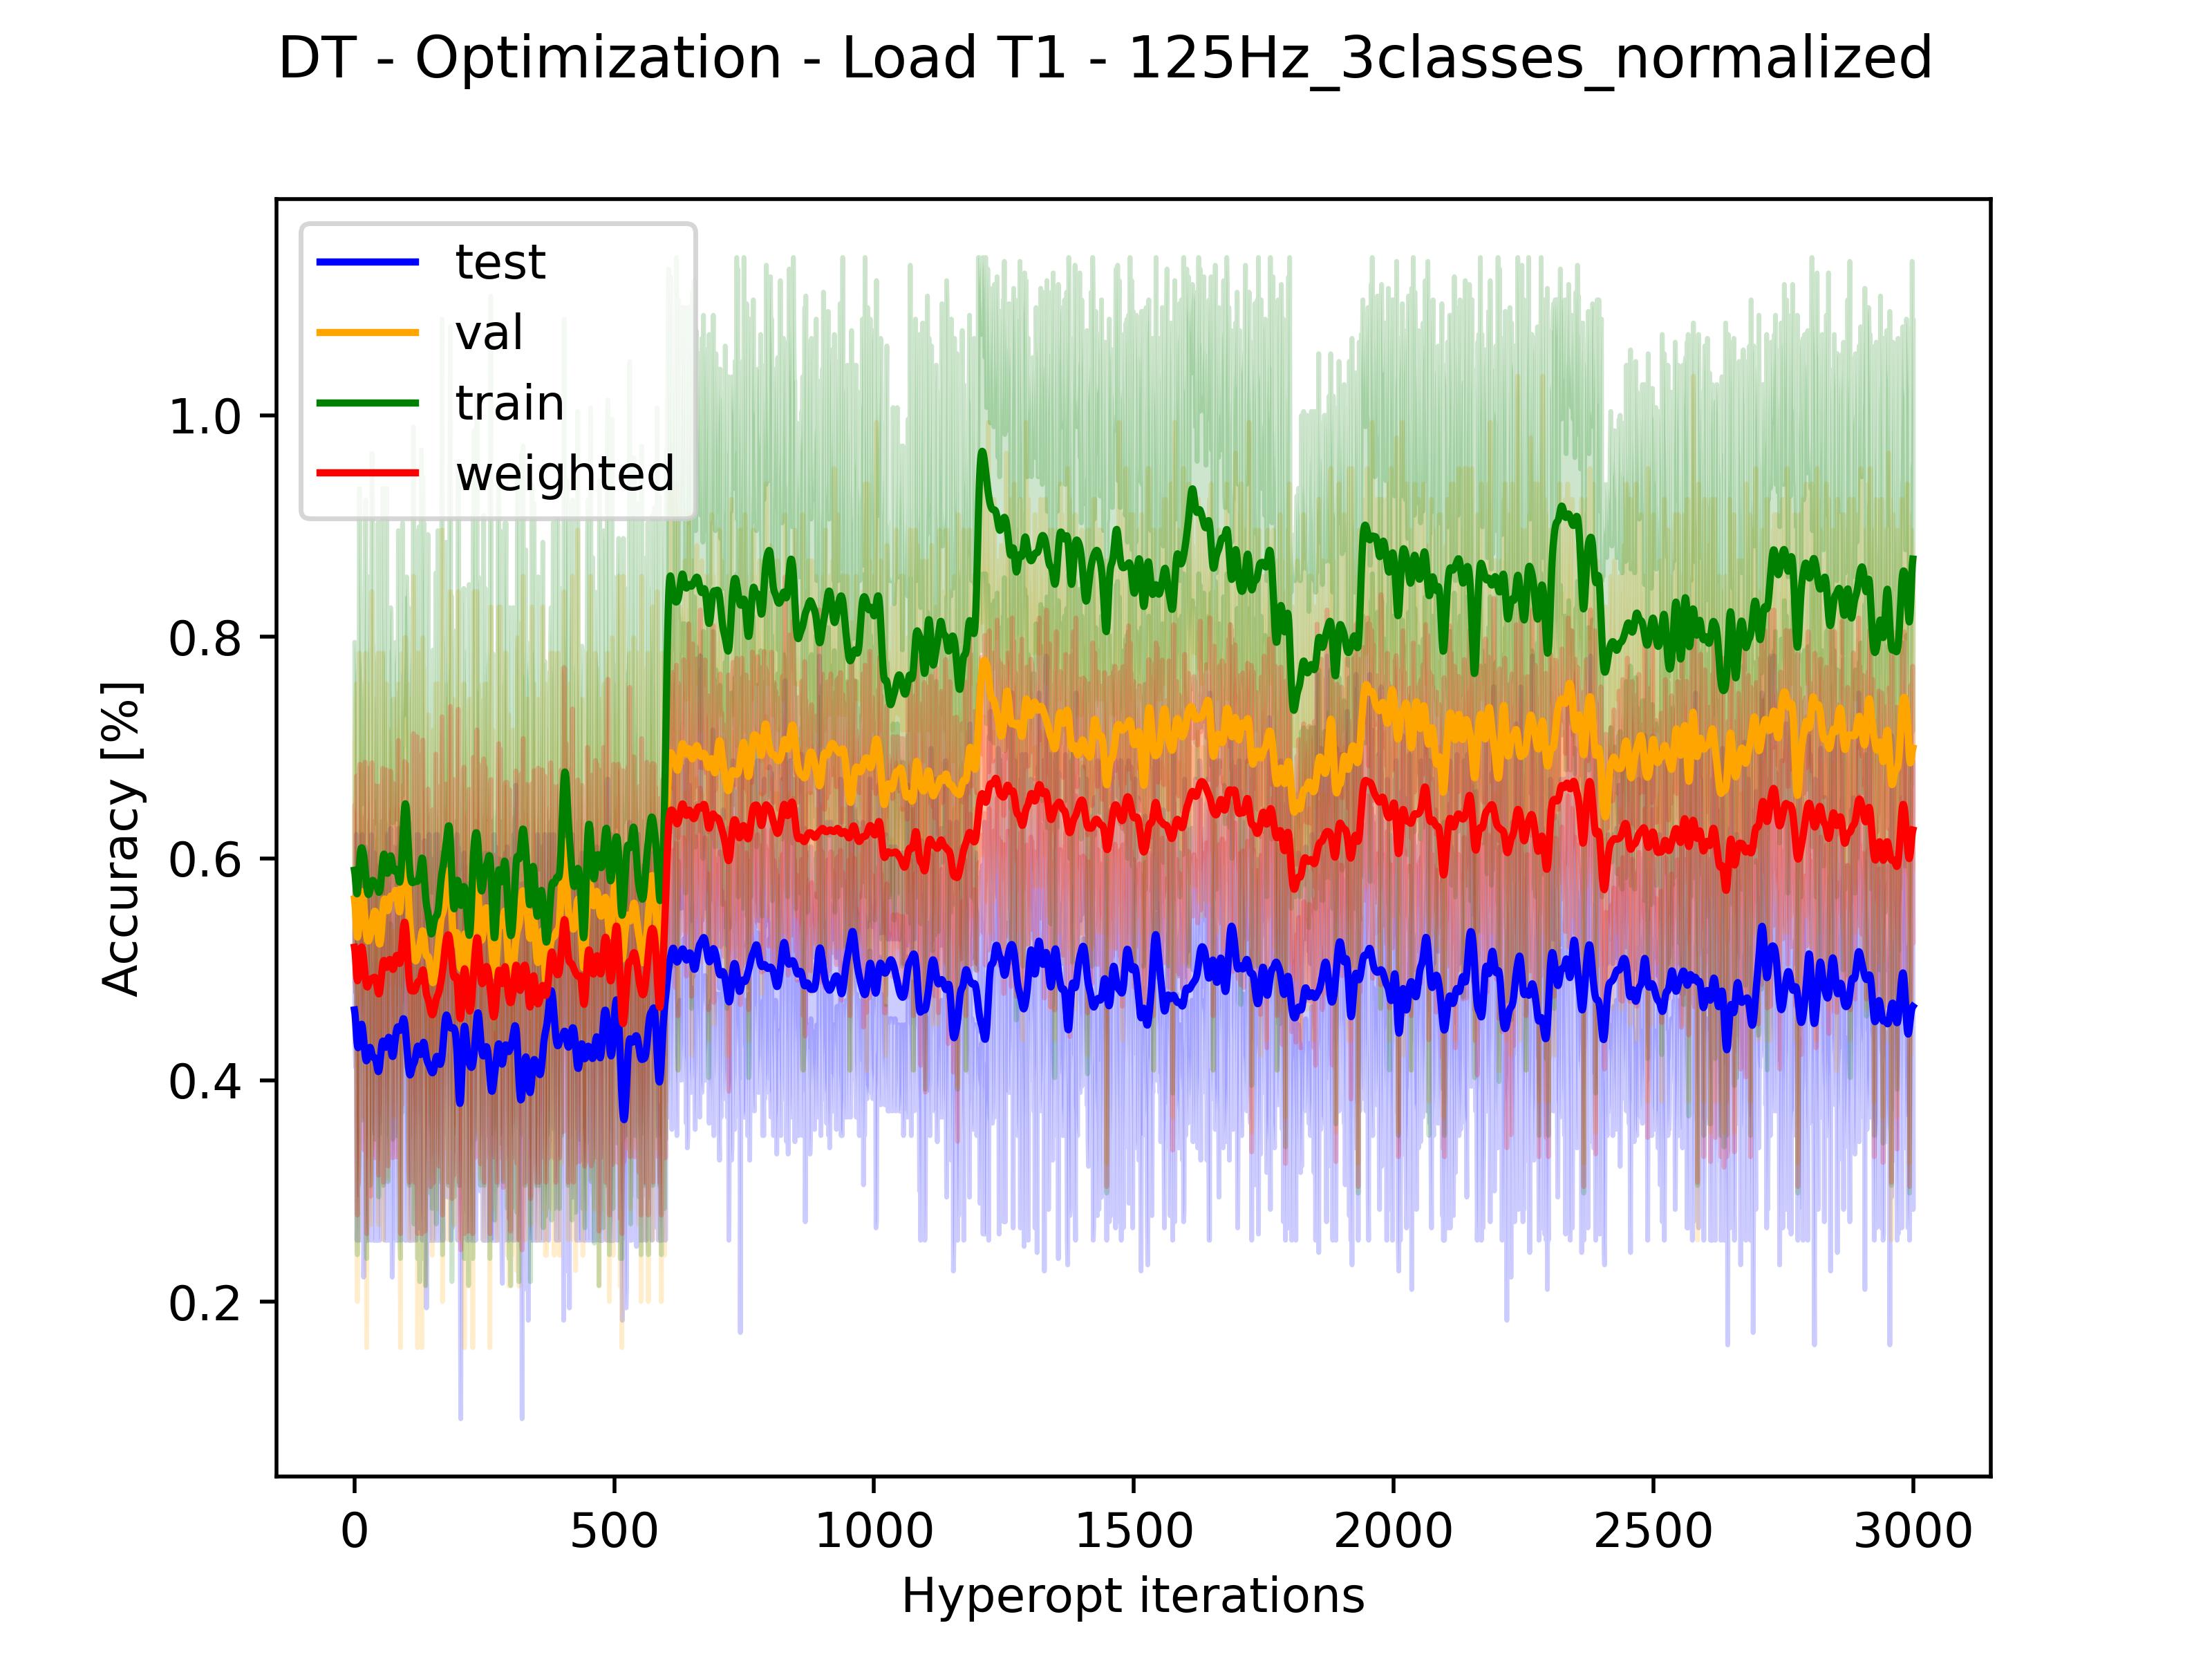 DT - Optimization - Load T1 - 125Hz_3classes_normalized
test
val
train
weighted
Accuracy [%]
1.0
0.8
0.6
0.4
0.2
0 500 1000 1500 2000 2500 3000
Hyperopt iterations